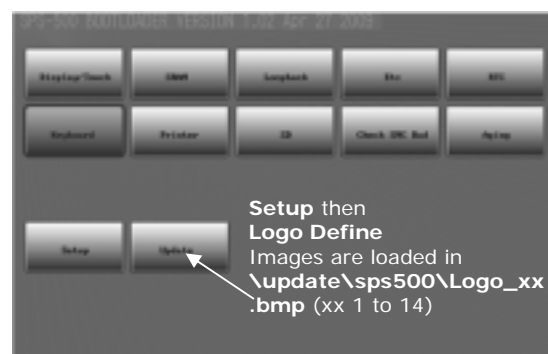 SPS-500 BOOTLOADER VERSION 1.02 Apr 27 2009
Display/Touch SRAM Loopback Etc RTC
Keyboard Printer SD Check SMC Bad Aging
Setup Update
Setup then
Logo Define
Images are loaded in
\update\sps500\Logo_xx
.bmp (xx 1 to 14)